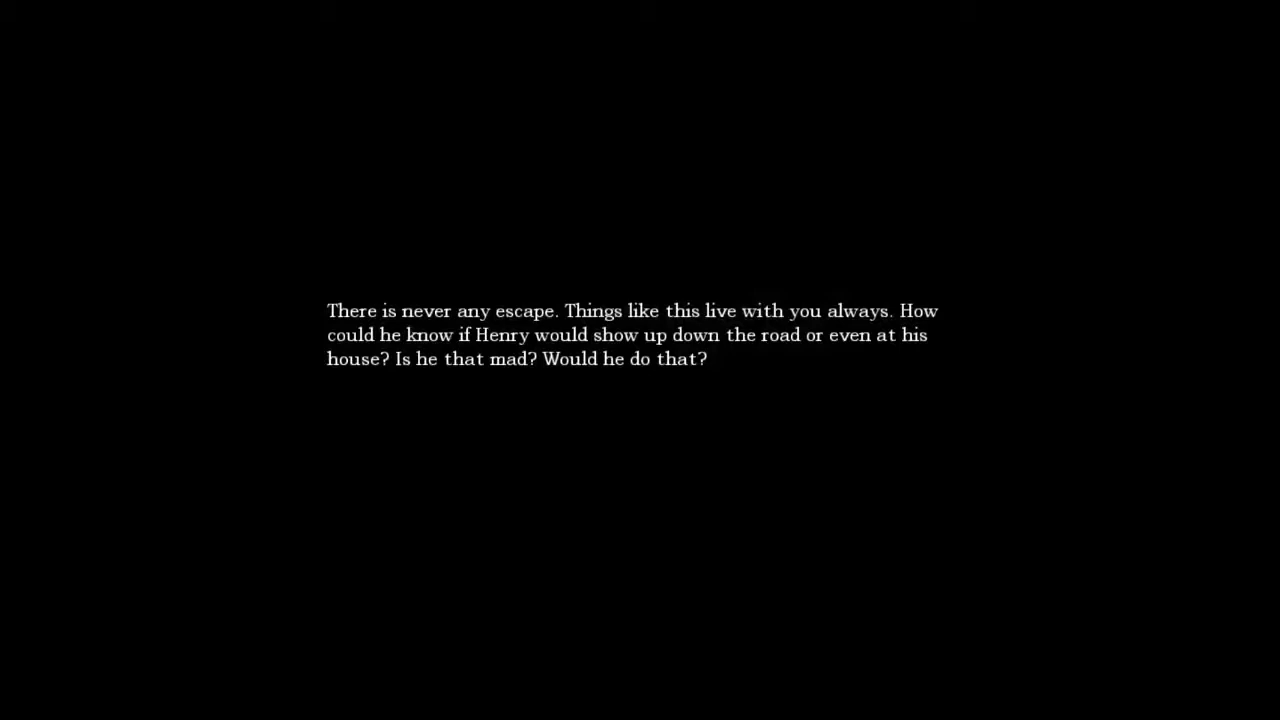 There is never any escape. Things like this live with you always. How
could he know if Henry would show up down the road or even at his
house? Is he that mad? Would he do that?